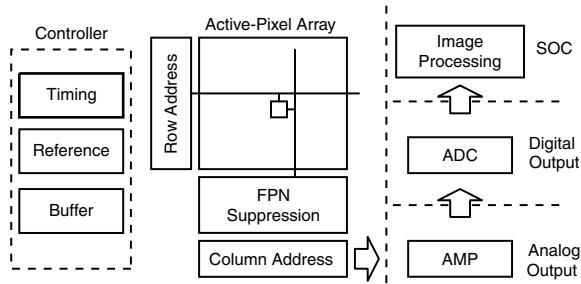 Controller
Timing
Reference
Buffer
Active-Pixel Array
Row Address
FPN
Suppression
Column Address
Image
Processing
SOC
ADC
Digital
Output
AMP
Analog
Output